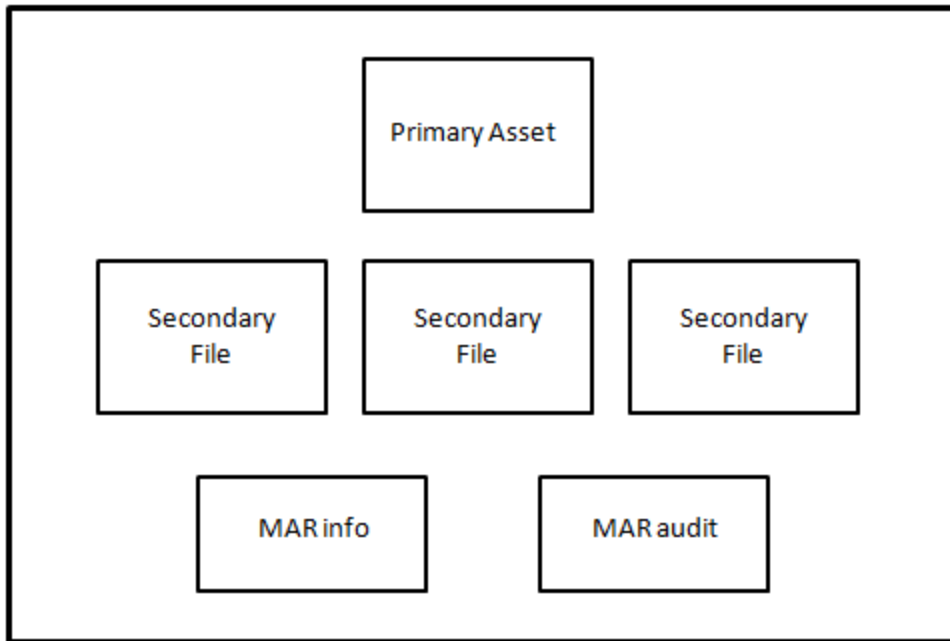 Primary Asset
Secondary
File
Secondary
File
Secondary
File
MAR info
MAR audit